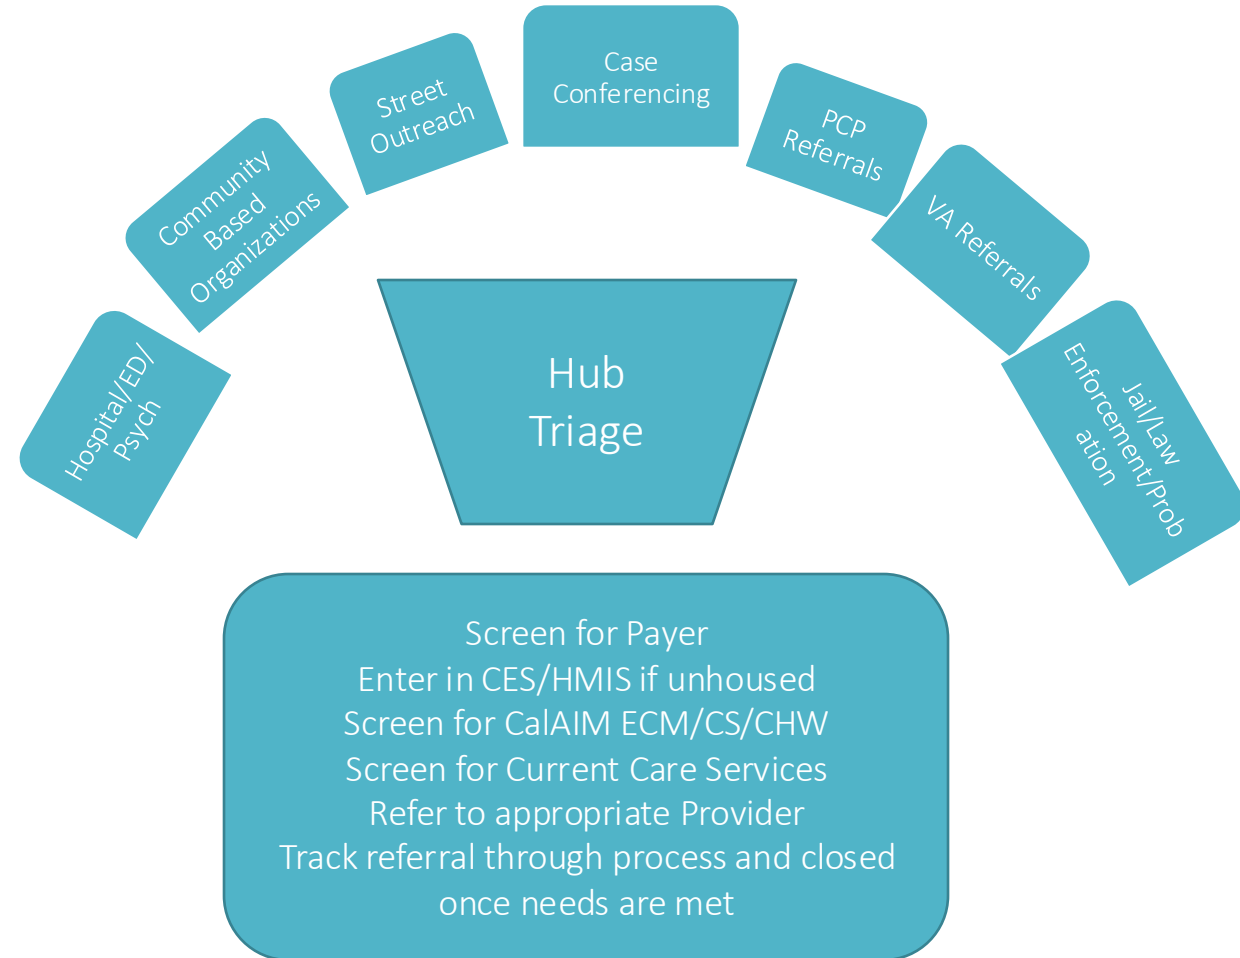 Case
Conferencing
Street
Outreach
PCP
Referrals
Community
Based
Organizations
VA Referrals
Hospital/ED/
Psych
Jail/Law
Enforcement/Prob
ation
Hub
Triage
Screen for Payer
Enter in CES/HMIS if unhoused
Screen for CalAIM ECM/CS/CHW
Screen for Current Care Services
Refer to appropriate Provider
Track referral through process and closed
once needs are met